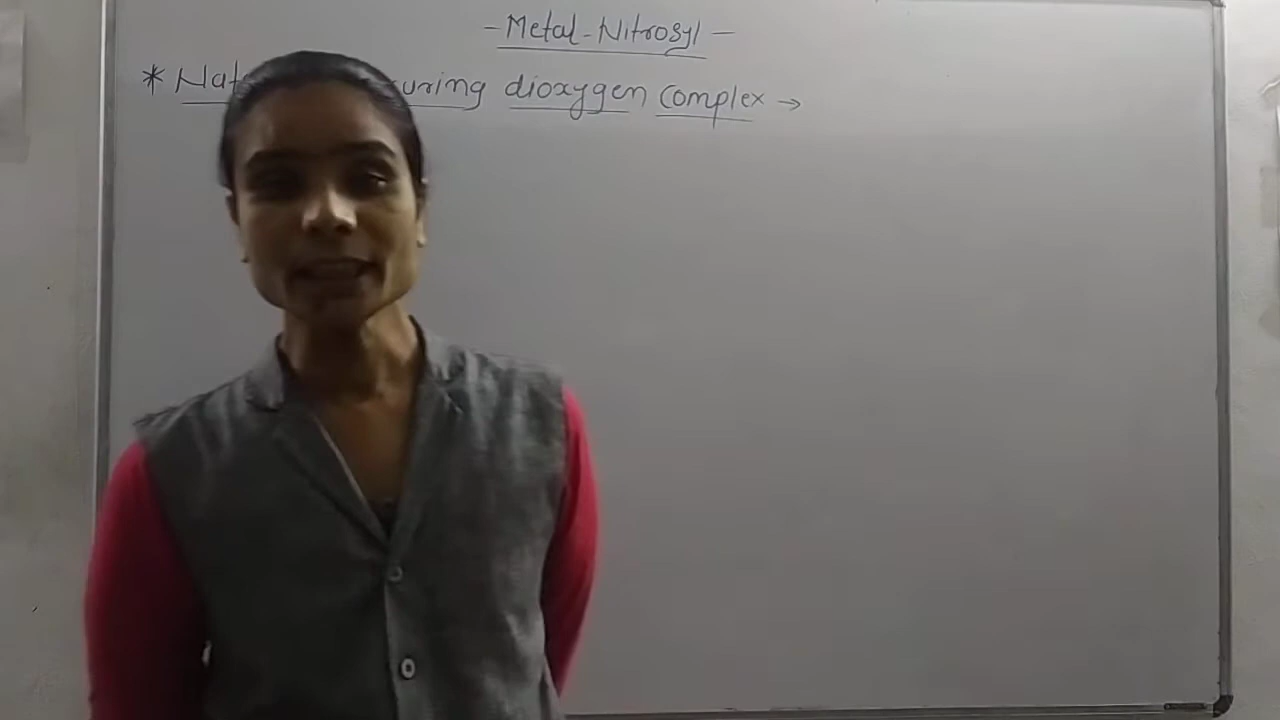 - Metal-Nitrosyl -
* Nat uring dioxygen complex →